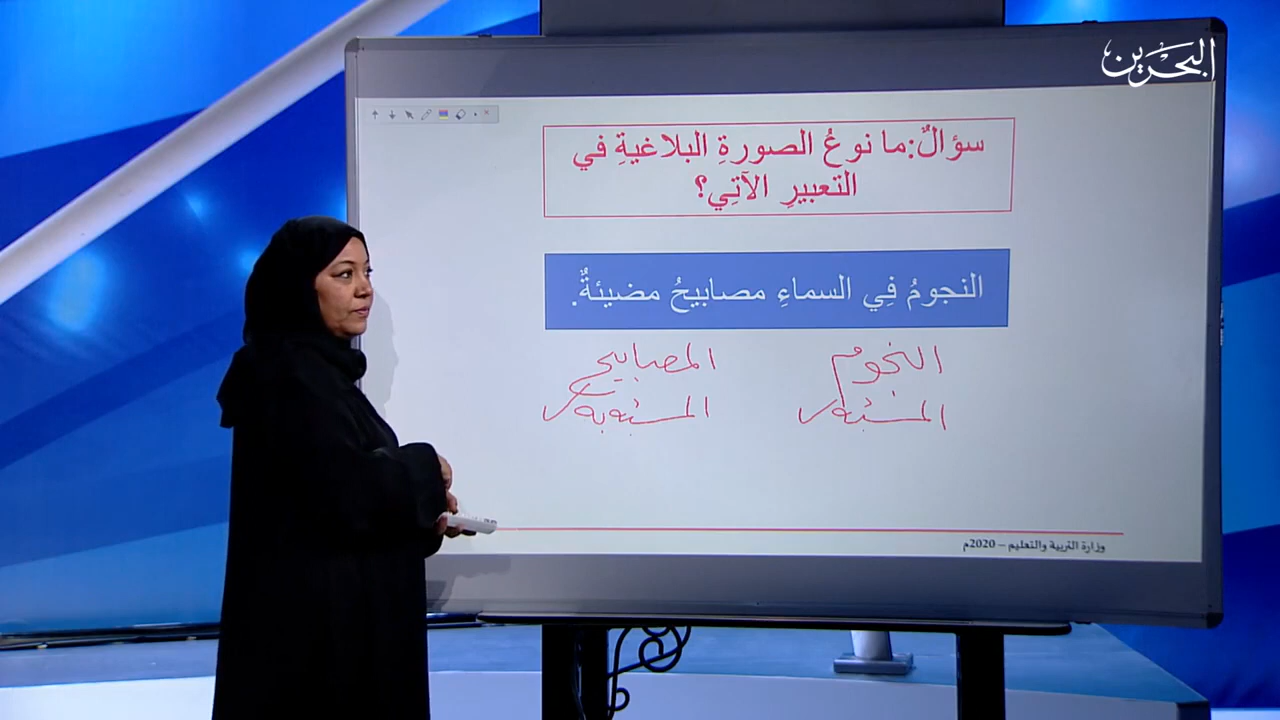 البحرين
سؤالٌ:ما نوعُ الصورةِ البلاغيةِ في
التعبيرِ الآتِي؟
النجومُ فِي السماءِ مصابيحُ مضيئةٌ.
النجوم المصابيح
المشبه المشبه به
وزارة التربية والتعليم – 2020م